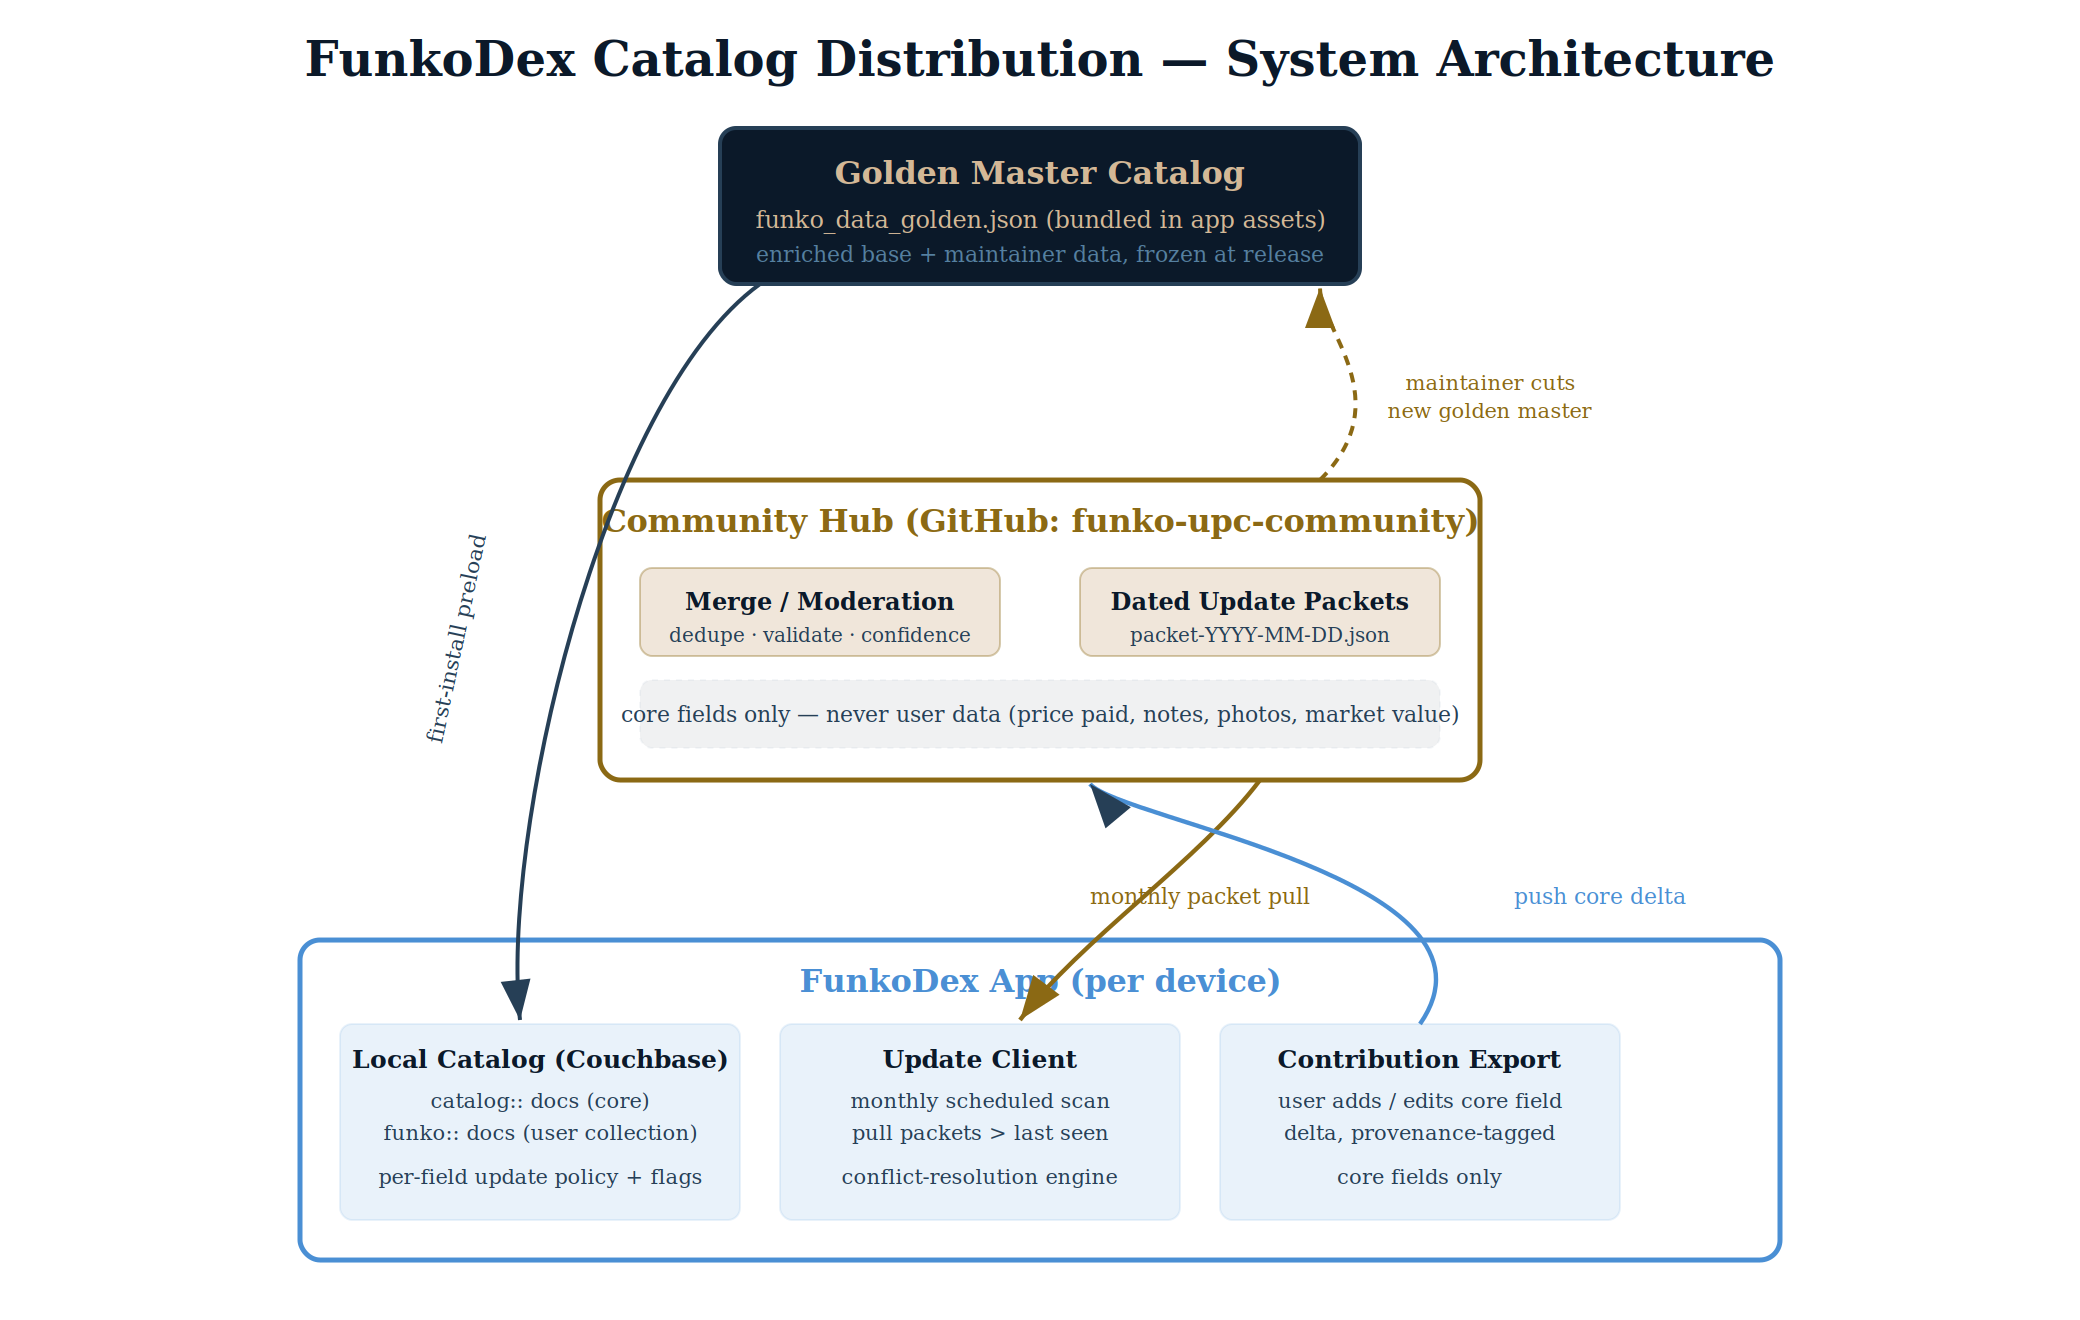 FunkoDex Catalog Distribution — System Architecture
Golden Master Catalog
funko_data_golden.json (bundled in app assets)
enriched base + maintainer data, frozen at release
maintainer cuts
new golden master
first-install preload
Community Hub (GitHub: funko-upc-community)
Merge / Moderation
dedupe · validate · confidence
Dated Update Packets
packet-YYYY-MM-DD.json
core fields only — never user data (price paid, notes, photos, market value)
monthly packet pull
push core delta
FunkoDex App (per device)
Local Catalog (Couchbase)
catalog:: docs (core)
funko:: docs (user collection)
per-field update policy + flags
Update Client
monthly scheduled scan
pull packets > last seen
conflict-resolution engine
Contribution Export
user adds / edits core field
delta, provenance-tagged
core fields only